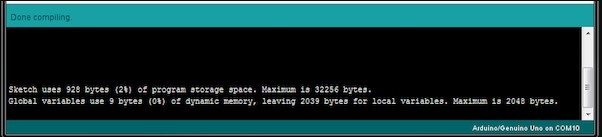 Done compiling.
Sketch uses 928 bytes (2%) of program storage space. Maximum is 32256 bytes.
Global variables use 9 bytes (0%) of dynamic memory, leaving 2039 bytes for local variables. Maximum is 2048 bytes.
Arduino/Genuino Uno on COM10